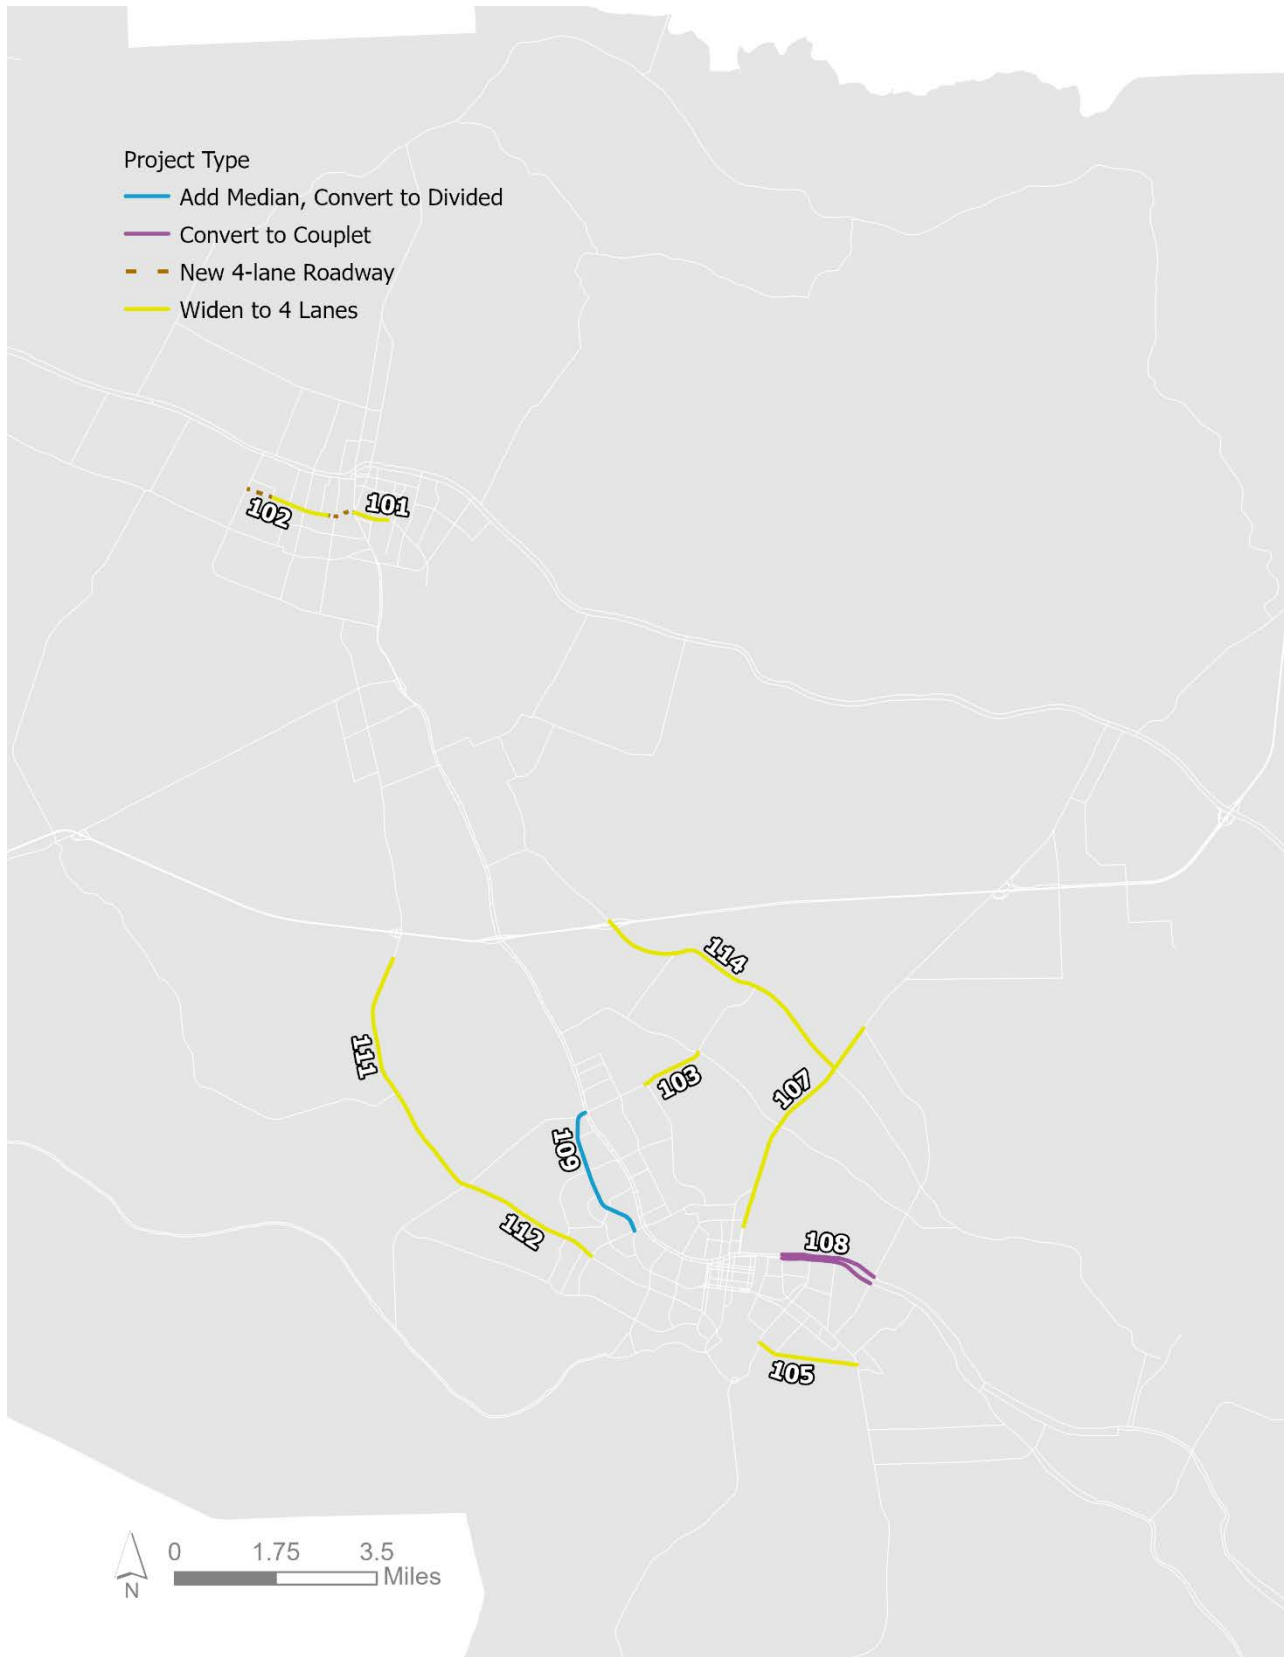 Project Type
Add Median, Convert to Divided
Convert to Couplet
New 4-lane Roadway
Widen to 4 Lanes
102
101
114
111
103
107
109
112
108
105
0 1.75 3.5
Miles
N